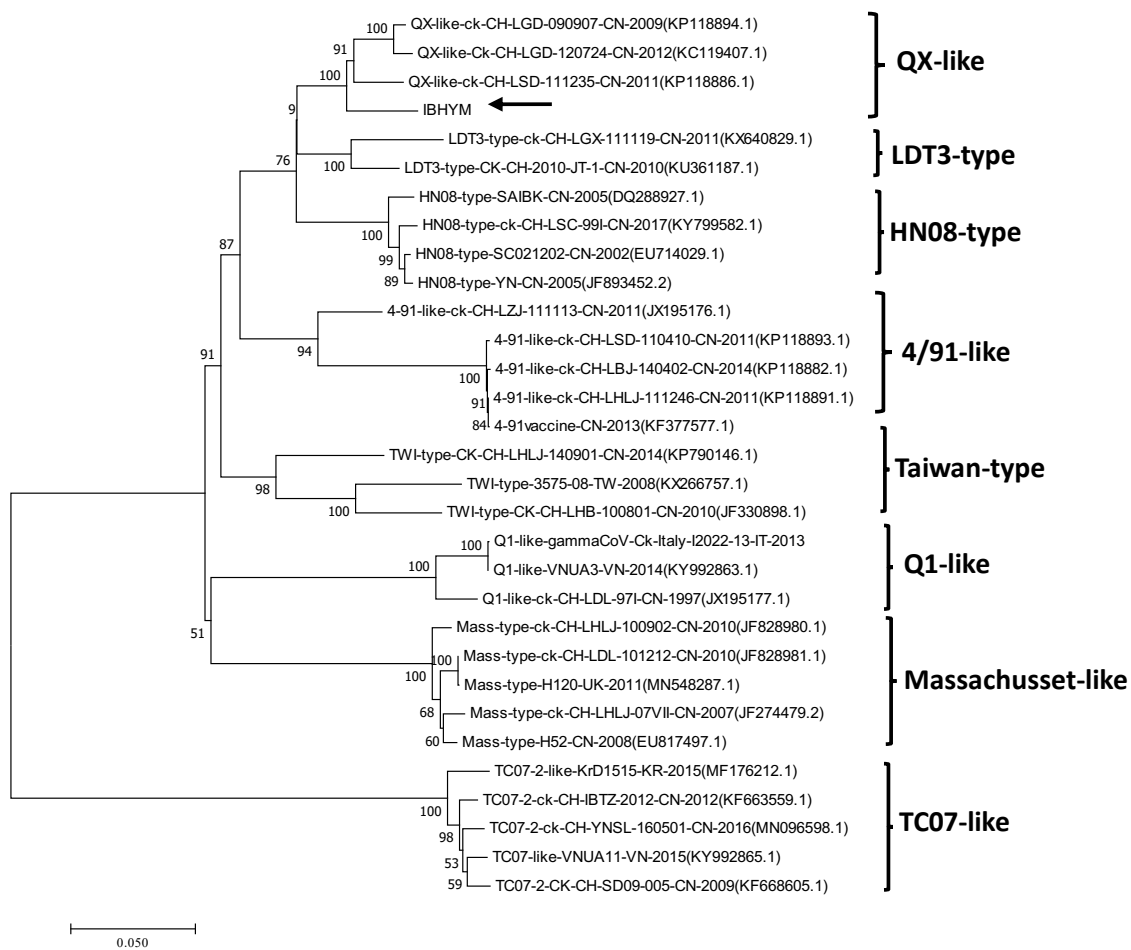 QX-like-ck-CH-LGD-090907-CN-2009(KP118894.1)
100
QX-like-Ck-CH-LGD-120724-CN-2012(KC119407.1)
91
QX-like-ck-CH-LSD-111235-CN-2011(KP118886.1)
100
IBHYM
QX-like
9
LDT3-type-ck-CH-LGX-111119-CN-2011(KX640829.1)
100
LDT3-type-CK-CH-2010-JT-1-CN-2010(KU361187.1)
LDT3-type
76
HN08-type-SAIBK-CN-2005(DQ288927.1)
HN08-type-ck-CH-LSC-99I-CN-2017(KY799582.1)
100
HN08-type-SC021202-CN-2002(EU714029.1)
99
HN08-type-YN-CN-2005(JF893452.2)
89
HN08-type
87
4-91-like-ck-CH-LZJ-111113-CN-2011(JX195176.1)
94
4-91-like-ck-CH-LSD-110410-CN-2011(KP118893.1)
4-91-like-ck-CH-LBJ-140402-CN-2014(KP118882.1)
100
4-91-like-ck-CH-LHLJ-111246-CN-2011(KP118891.1)
91
4-91vaccine-CN-2013(KF377577.1)
84
4/91-like
91
TWI-type-CK-CH-LHLJ-140901-CN-2014(KP790146.1)
98
TWI-type-3575-08-TW-2008(KX266757.1)
100
TWI-type-CK-CH-LHB-100801-CN-2010(JF330898.1)
Taiwan-type
Q1-like-gammaCoV-Ck-Italy-I2022-13-IT-2013
100
Q1-like-VNUA3-VN-2014(KY992863.1)
100
Q1-like-ck-CH-LDL-97I-CN-1997(JX195177.1)
Q1-like
51
Mass-type-ck-CH-LHLJ-100902-CN-2010(JF828980.1)
100
Mass-type-ck-CH-LDL-101212-CN-2010(JF828981.1)
100
Mass-type-H120-UK-2011(MN548287.1)
68
Mass-type-ck-CH-LHLJ-07VII-CN-2007(JF274479.2)
60
Mass-type-H52-CN-2008(EU817497.1)
Massachusset-like
TC07-2-like-KrD1515-KR-2015(MF176212.1)
100
TC07-2-ck-CH-IBTZ-2012-CN-2012(KF663559.1)
98
TC07-2-ck-CH-YNSL-160501-CN-2016(MN096598.1)
53
TC07-like-VNUA11-VN-2015(KY992865.1)
59
TC07-2-CK-CH-SD09-005-CN-2009(KF668605.1)
TC07-like
0.050